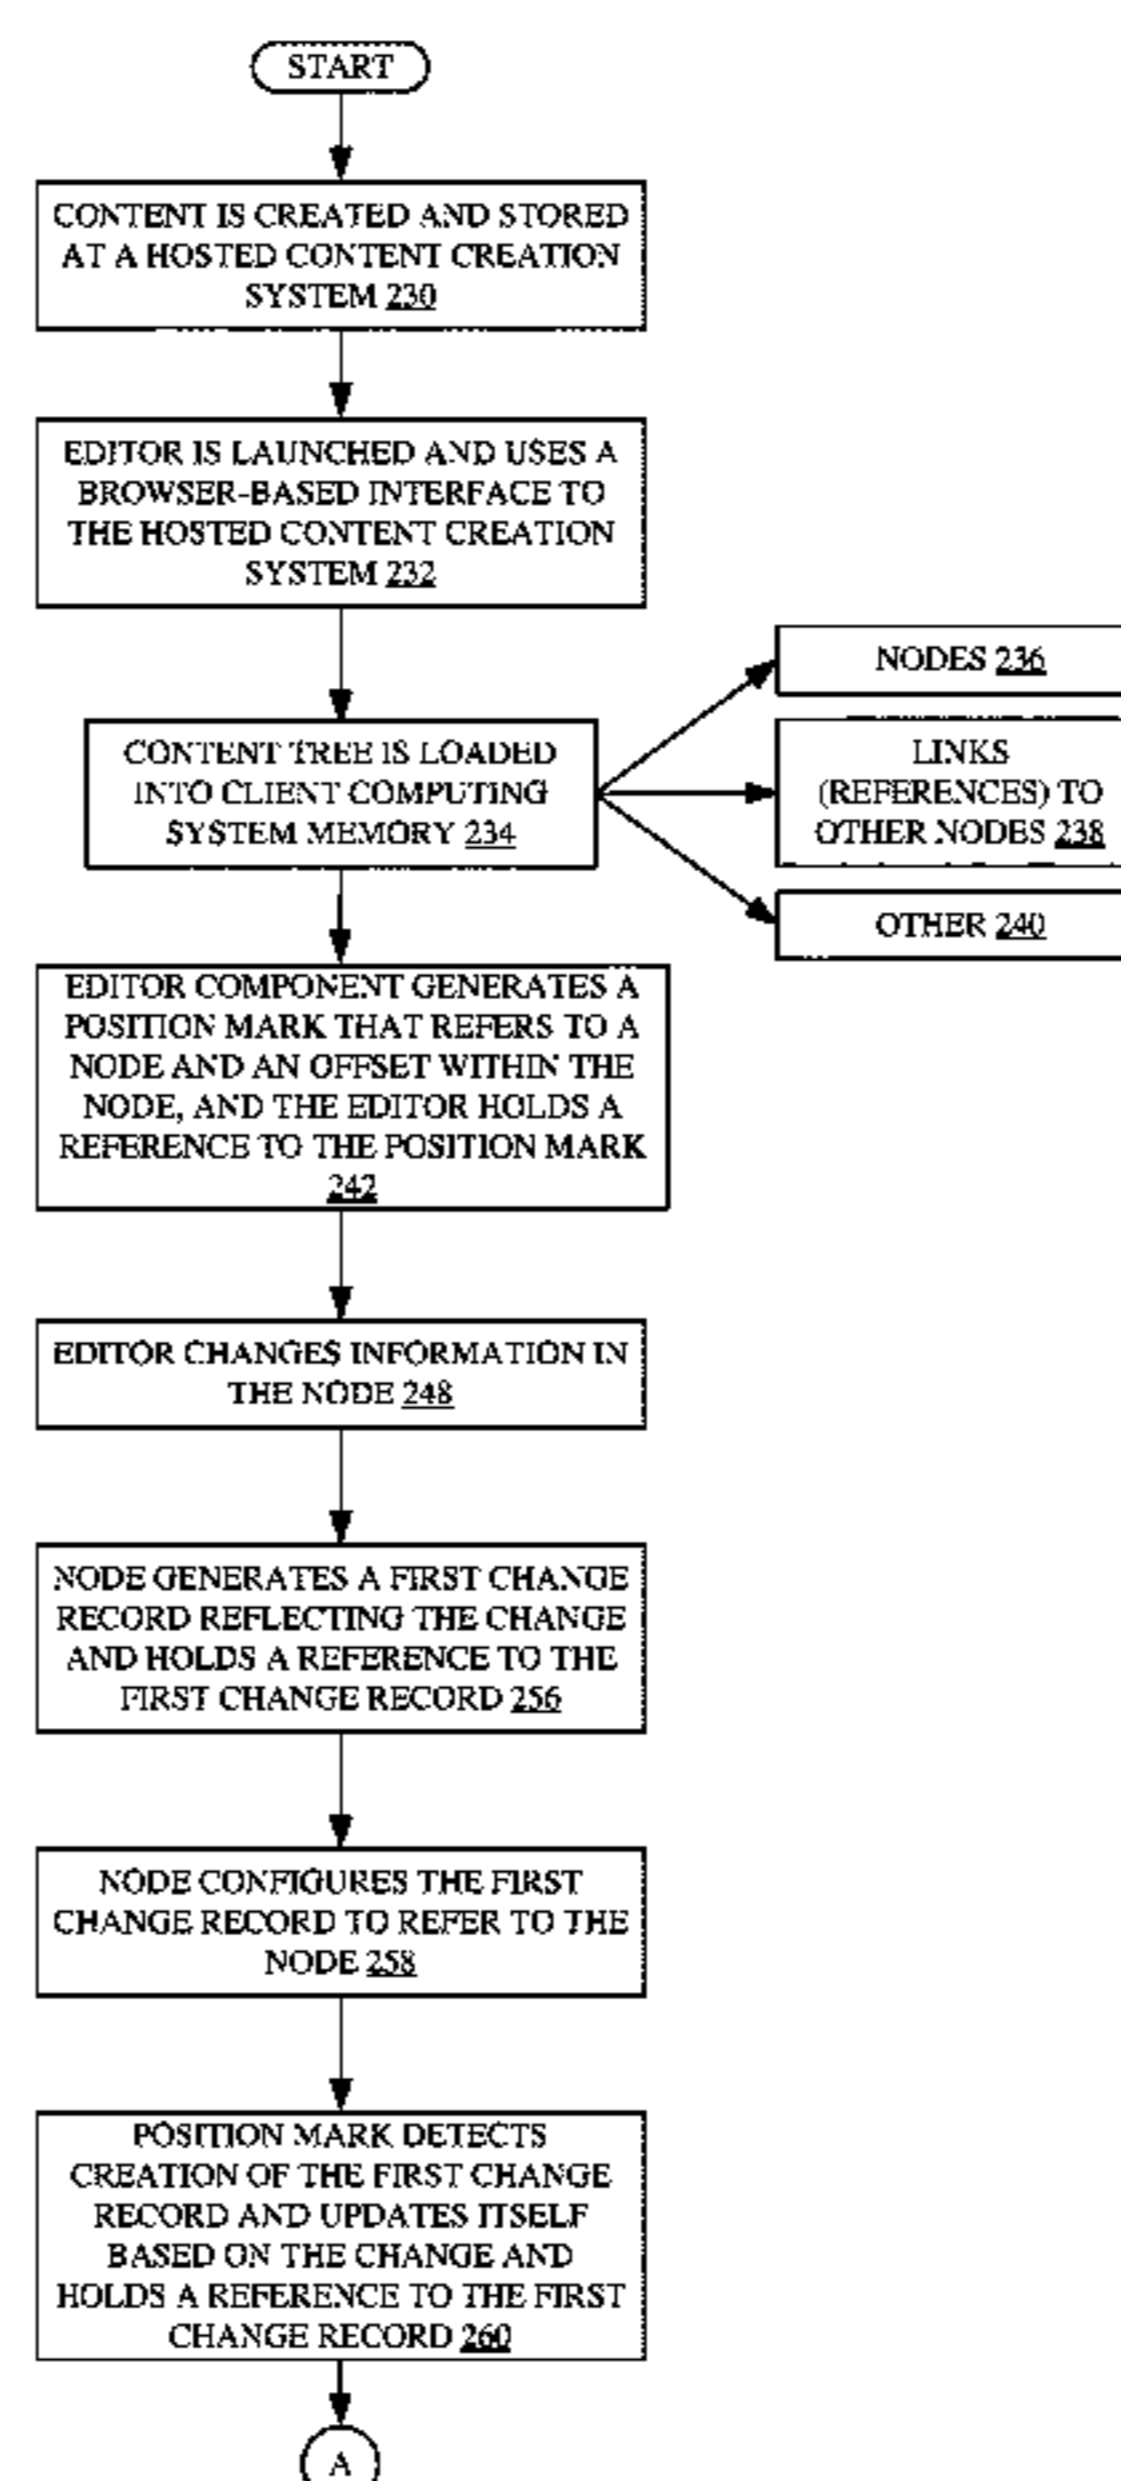 START
CONTENT IS CREATED AND STORED
AT A HOSTED CONTENT CREATION
SYSTEM 230
EDITOR IS LAUNCHED AND USES A
BROWSER-BASED INTERFACE TO
THE HOSTED CONTENT CREATION
SYSTEM 232
CONTENT TREE IS LOADED
INTO CLIENT COMPUTING
SYSTEM MEMORY 234
NODES 236
LINKS
(REFERENCES) TO
OTHER NODES 238
OTHER 240
EDITOR COMPONENT GENERATES A
POSITION MARK THAT REFERS TO A
NODE AND AN OFFSET WITHIN THE
NODE, AND THE EDITOR HOLDS A
REFERENCE TO THE POSITION MARK
242
EDITOR CHANGES INFORMATION IN
THE NODE 248
NODE GENERATES A FIRST CHANGE
RECORD REFLECTING THE CHANGE
AND HOLDS A REFERENCE TO THE
FIRST CHANGE RECORD 256
NODE CONFIGURES THE FIRST
CHANGE RECORD TO REFER TO THE
NODE 258
POSITION MARK DETECTS
CREATION OF THE FIRST CHANGE
RECORD AND UPDATES ITSELF
BASED ON THE CHANGE AND
HOLDS A REFERENCE TO THE FIRST
CHANGE RECORD 260
A